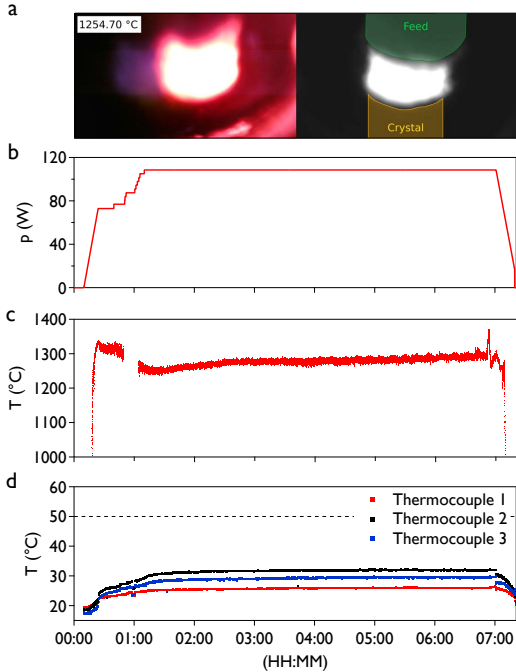 a
1254.70 °C
Feed
Crystal
b
120
80
40
0
p (W)
c
1400
1300
1200
1100
1000
T (°C)
d
60
50
40
30
20
T (°C)
Thermocouple 1
Thermocouple 2
Thermocouple 3
00:00 01:00 02:00 03:00 04:00 05:00 06:00 07:00
(HH:MM)